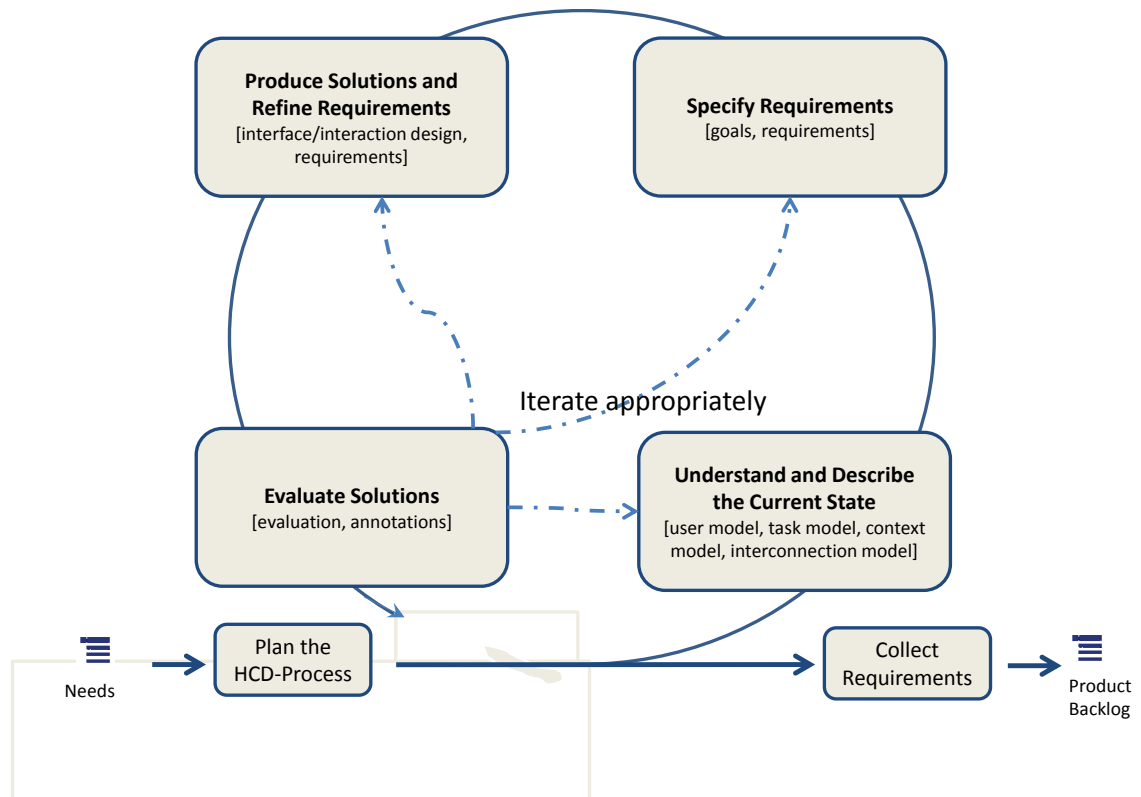 Produce Solutions and
Refine Requirements
[interface/interaction design,
requirements]
Specify Requirements
[goals, requirements]
Iterate appropriately
Evaluate Solutions
[evaluation, annotations]
Understand and Describe
the Current State
[user model, task model, context
model, interconnection model]
Needs
Plan the
HCD-Process
Collect
Requirements
Product
Backlog